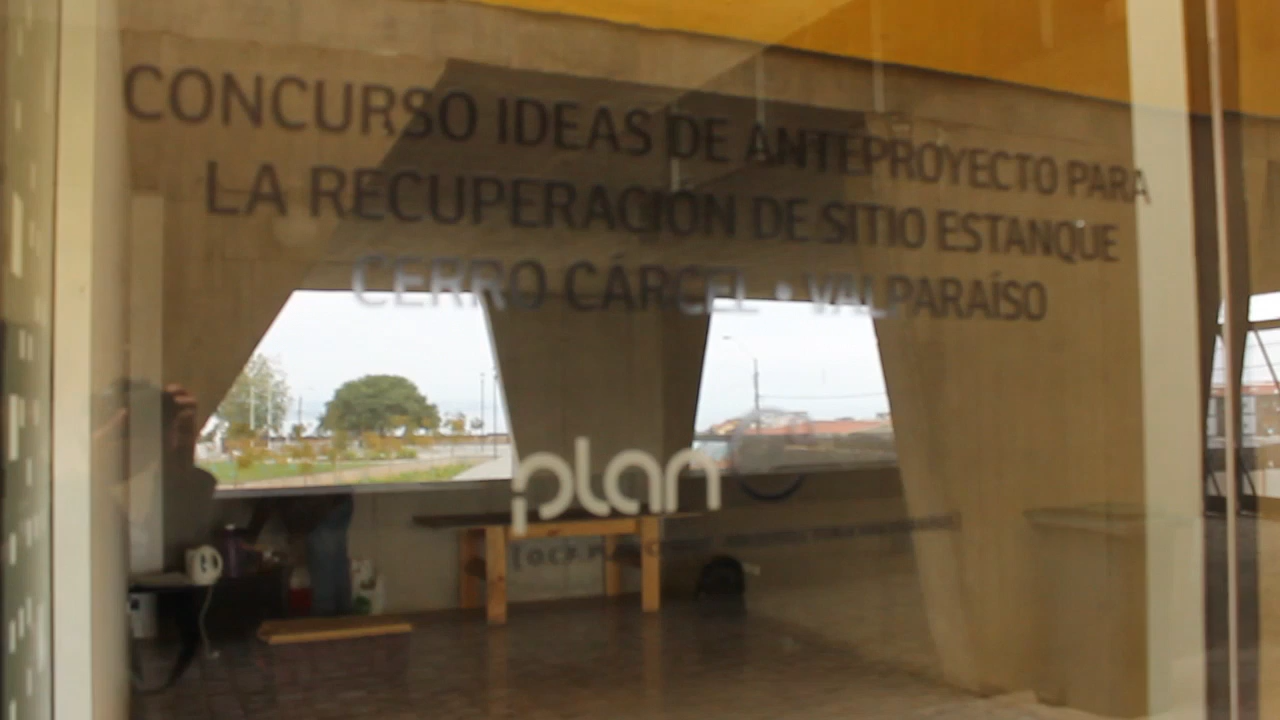 CONCURSO IDEAS DE ANTEPROYECTO PARA
LA RECUPERACIÓN DE SITIO ESTANQUE
CERRO CÁRCEL • VALPARAÍSO
plan